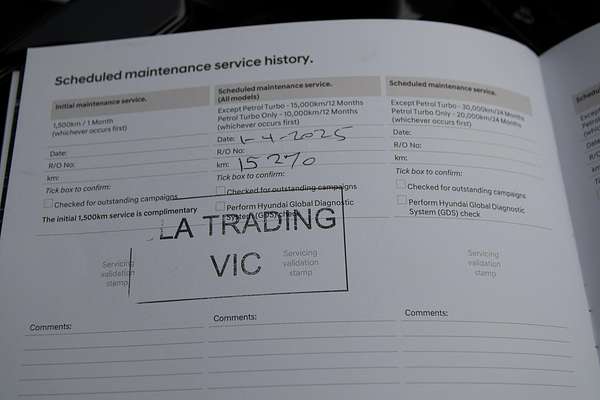 Scheduled maintenance service history.
Initial maintenance service.
1,500km / 1 Month
(whichever occurs first)
Date:
R/O No:
km:
Tick box to confirm:
Checked for outstanding campaigns
The initial 1,500km service is complimentary
Servicing
validation
stamp
Comments:
Scheduled maintenance service.
(All models)
Except Petrol Turbo - 15,000km/12 Months
Petrol Turbo Only - 10,000km/12 Months
(whichever occurs first)
Date: 1-4-2025
R/O No:
km: 15270
Tick box to confirm:
Checked for outstanding campaigns
Perform Hyundai Global Diagnostic
System (GDS) check
LA TRADING
VIC
Servicing
validation
stamp
Comments:
Scheduled maintenance service.
Except Petrol Turbo - 30,000km/24 Months
Petrol Turbo Only - 20,000km/24 Months
(whichever occurs first)
Date:
R/O No:
km:
Tick box to confirm:
Checked for outstanding campaigns
Perform Hyundai Global Diagnostic
System (GDS) check
Servicing
validation
stamp
Comments: